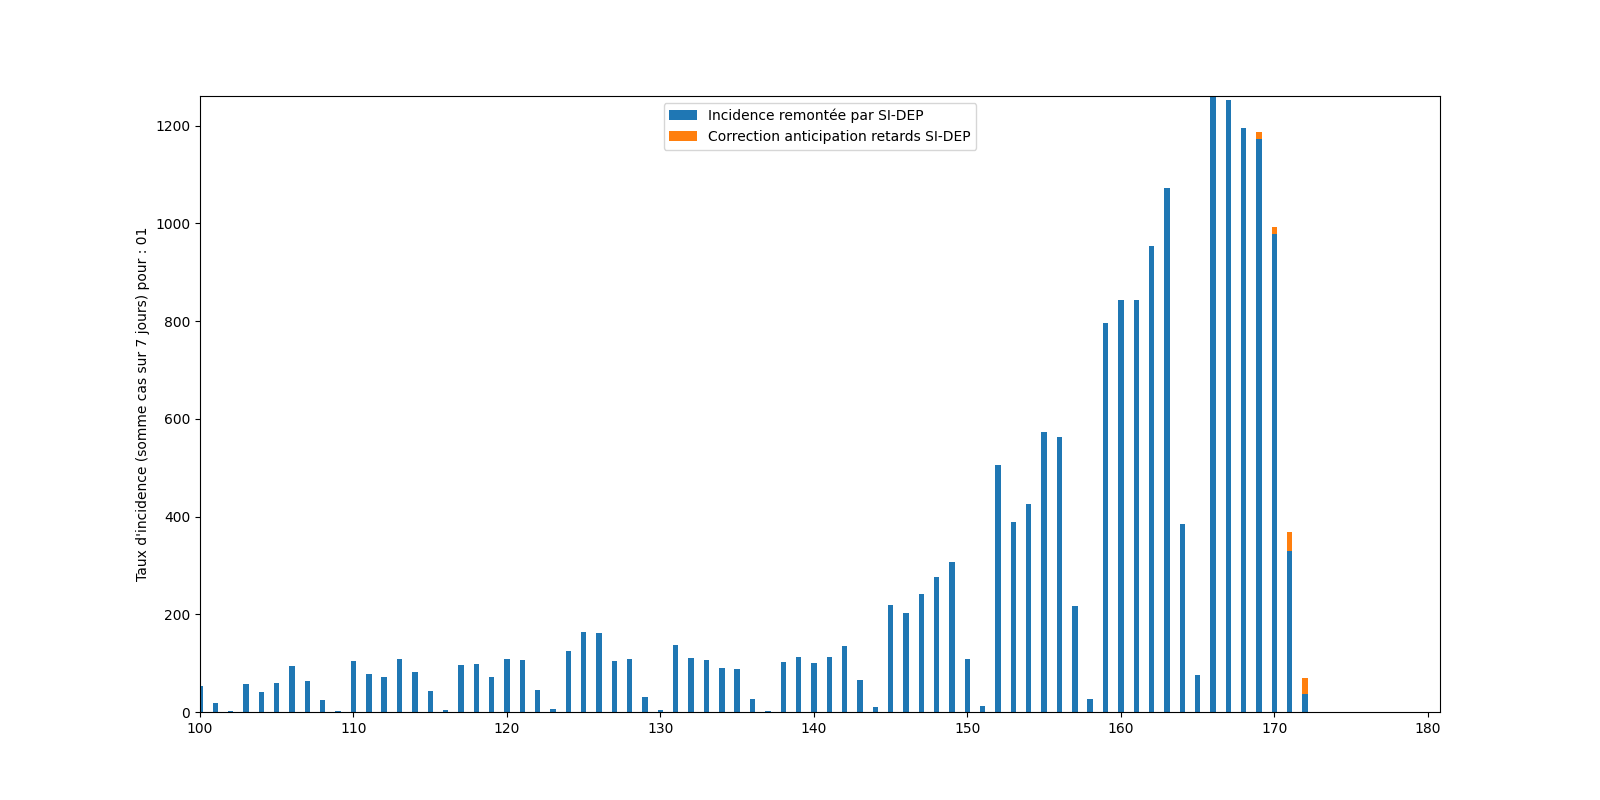 Incidence remontée par SI-DEP
Correction anticipation retards SI-DEP
Taux d'incidence (somme cas sur 7 jours) pour : 01
1200
1000
800
600
400
200
0
100 110 120 130 140 150 160 170 180